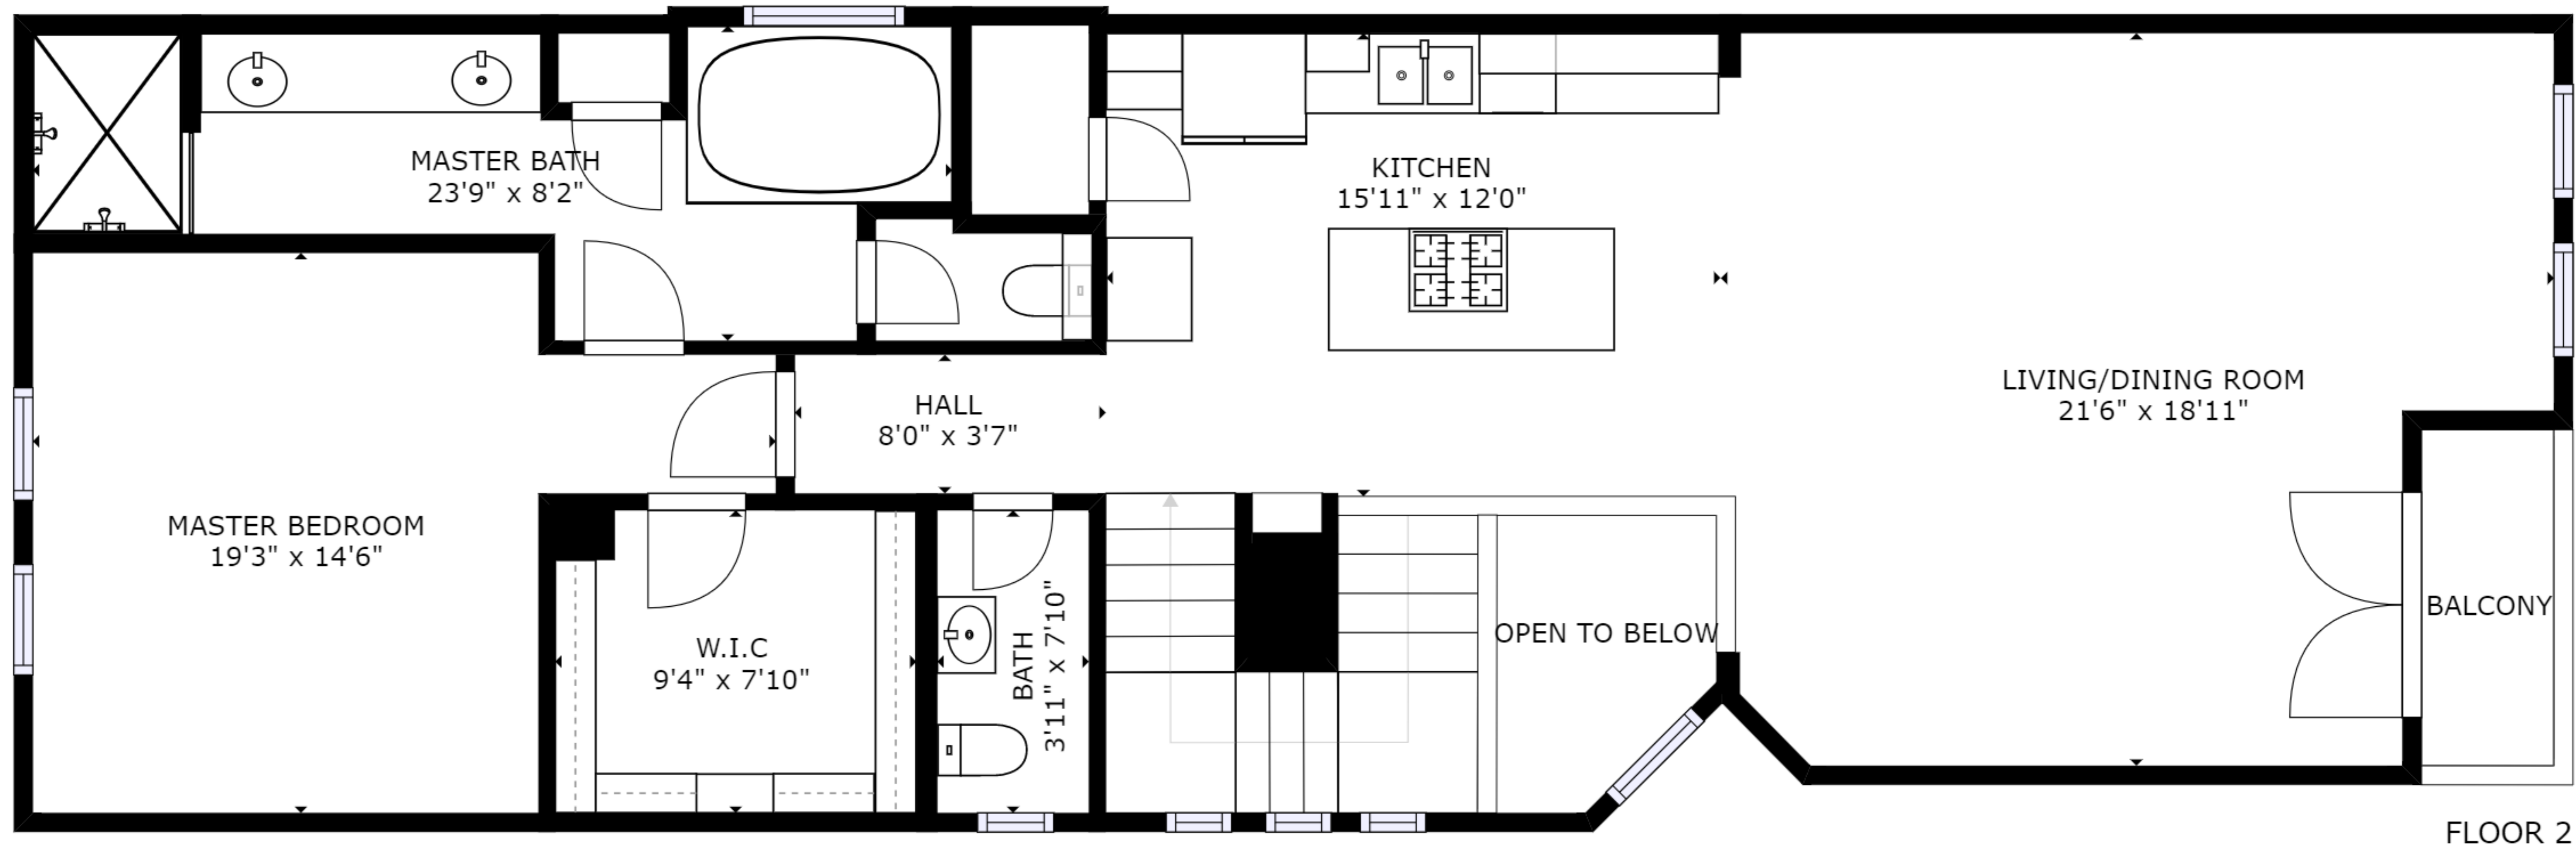 MASTER BATH
23'9" x 8'2"
KITCHEN
15'11" x 12'0"
LIVING/DINING ROOM
21'6" x 18'11"
HALL
8'0" x 3'7"
MASTER BEDROOM
19'3" x 14'6"
W.I.C
9'4" x 7'10"
BATH
3'11" x 7'10"
OPEN TO BELOW
BALCONY
FLOOR 2